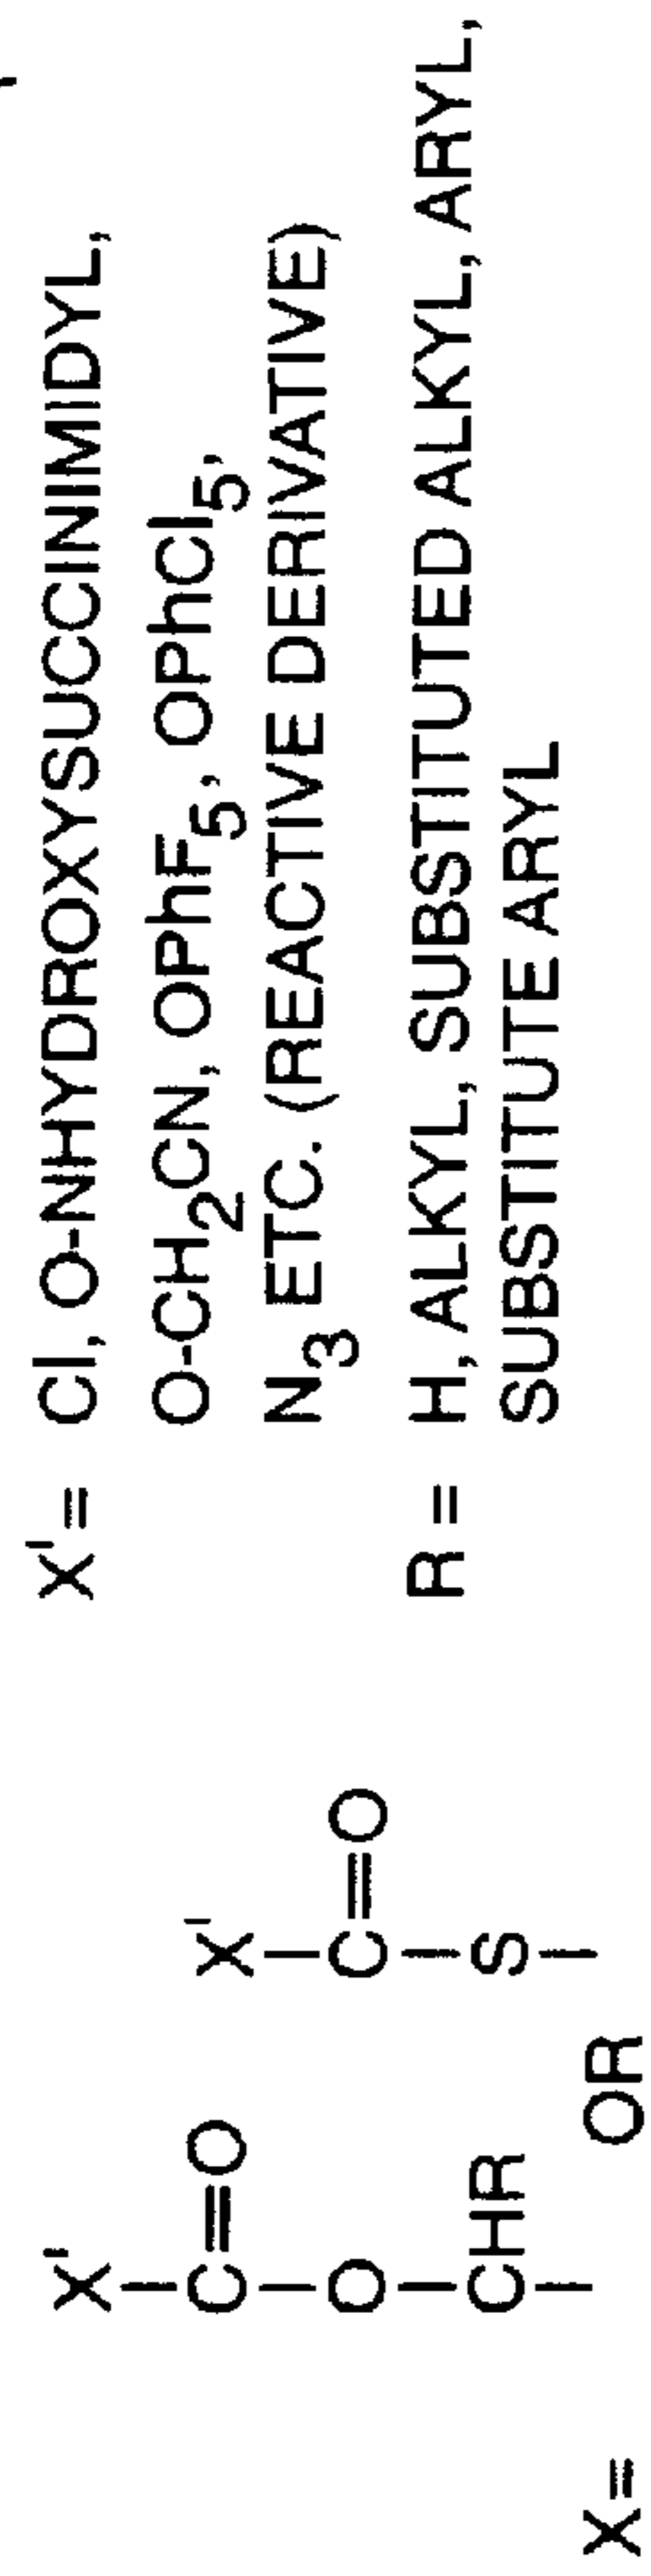 X'
C=O
O
CHR
X=
OR
X'
C=O
S
X'= Cl, O-NHYDROXYSUCCINIMIDYL,
O-CH2CN, OPhF5, OPhCl5,
N3 ETC. (REACTIVE DERIVATIVE)
R = H, ALKYL, SUBSTITUTED ALKYL, ARYL,
SUBSTITUTE ARYL